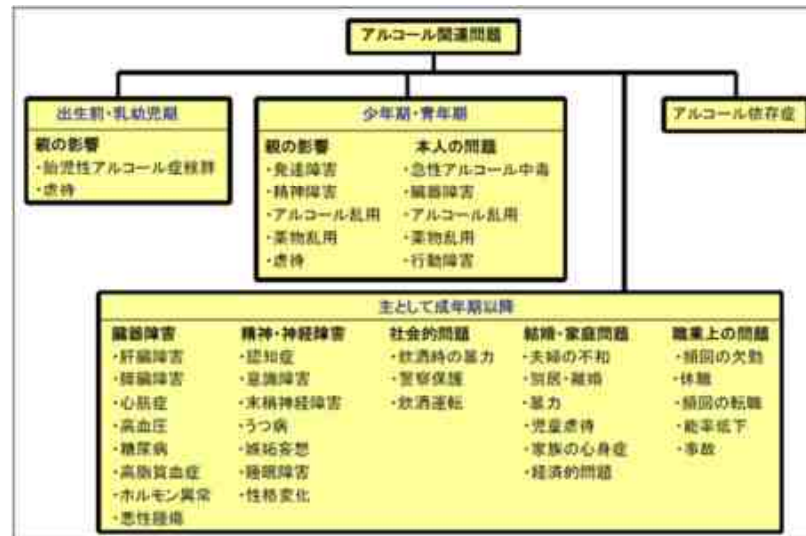 アルコール関連問題
出生前・乳幼児期
親の影響
・胎児性アルコール症候群
・虐待
少年期・青年期
親の影響
・発達障害
・精神障害
・アルコール乱用
・薬物乱用
・虐待
本人の問題
・急性アルコール中毒
・臓器障害
・アルコール乱用
・薬物乱用
・行動障害
アルコール依存症
主として成年期以降
臓器障害
・肝臓障害
・膵臓障害
・心筋症
・高血圧
・糖尿病
・高脂質血症
・ホルモン異常
・悪性腫瘍
精神・神経障害
・認知症
・意識障害
・末梢神経障害
・うつ病
・嫉妬妄想
・睡眠障害
・性格変化
社会的問題
・飲酒時の暴力
・警察保護
・飲酒運転
結婚・家庭問題
・夫婦の不和
・別居・離婚
・暴力
・児童虐待
・家族の心身症
・経済的問題
職業上の問題
・頻回の欠勤
・休職
・頻回の転職
・能率低下
・事故